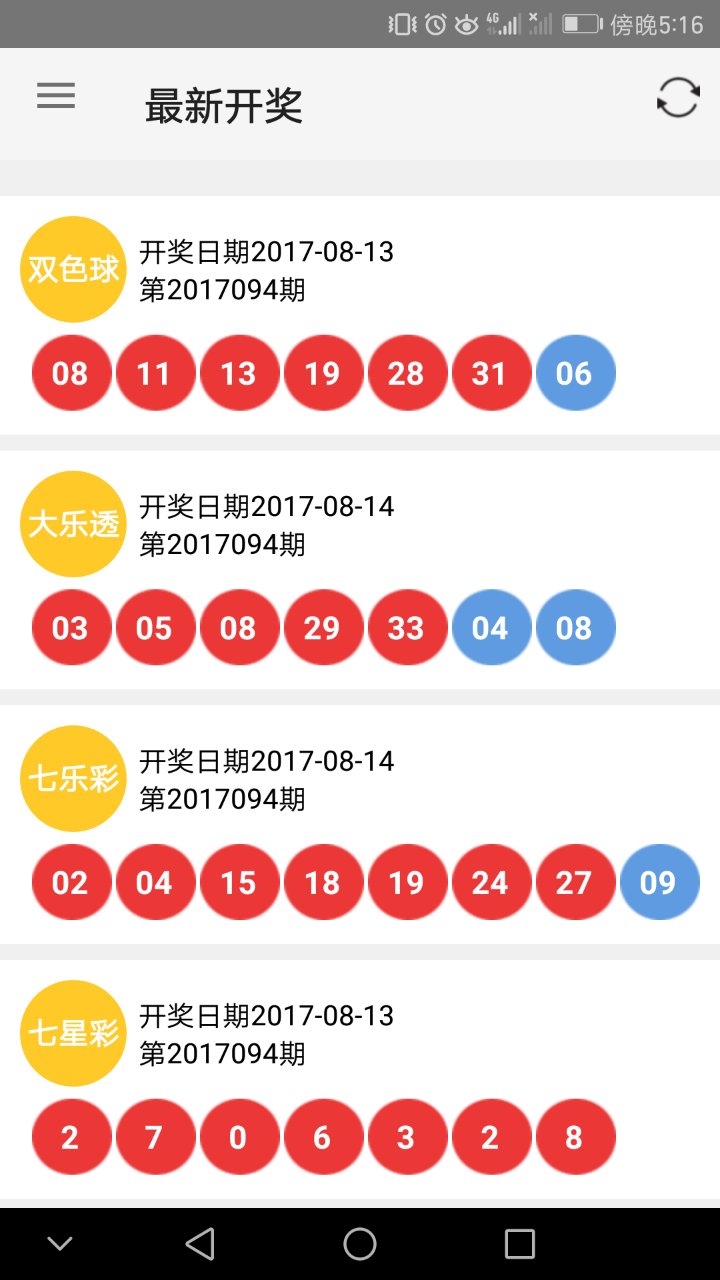 4G 傍晚5:16
最新开奖
双色球
开奖日期2017-08-13
第2017094期
08 11 13 19 28 31 06
大乐透
开奖日期2017-08-14
第2017094期
03 05 08 29 33 04 08
七乐彩
开奖日期2017-08-14
第2017094期
02 04 15 18 19 24 27 09
七星彩
开奖日期2017-08-13
第2017094期
2 7 0 6 3 2 8